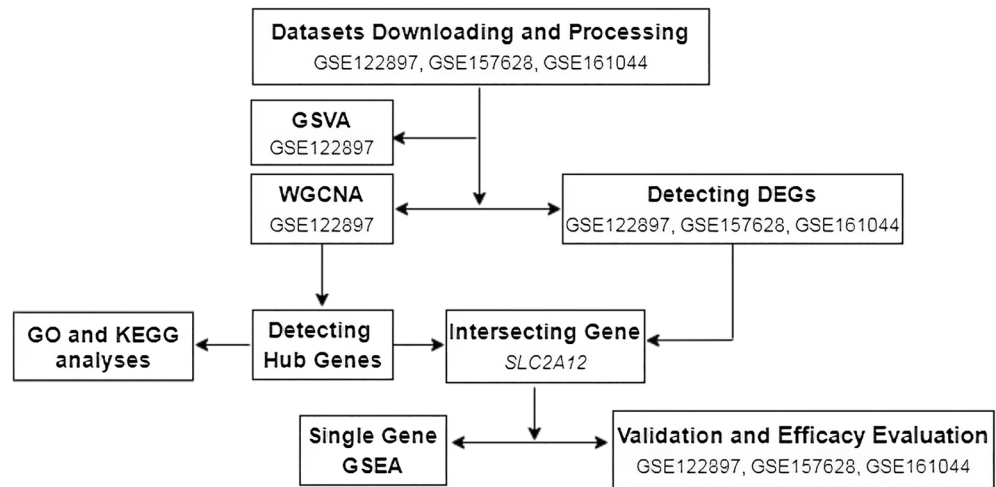 Datasets Downloading and Processing
GSE122897, GSE157628, GSE161044
GSVA
GSE122897
WGCNA
GSE122897
Detecting DEGs
GSE122897, GSE157628, GSE161044
GO and KEGG
analyses
Detecting
Hub Genes
Intersecting Gene
SLC2A12
Single Gene
GSEA
Validation and Efficacy Evaluation
GSE122897, GSE157628, GSE161044